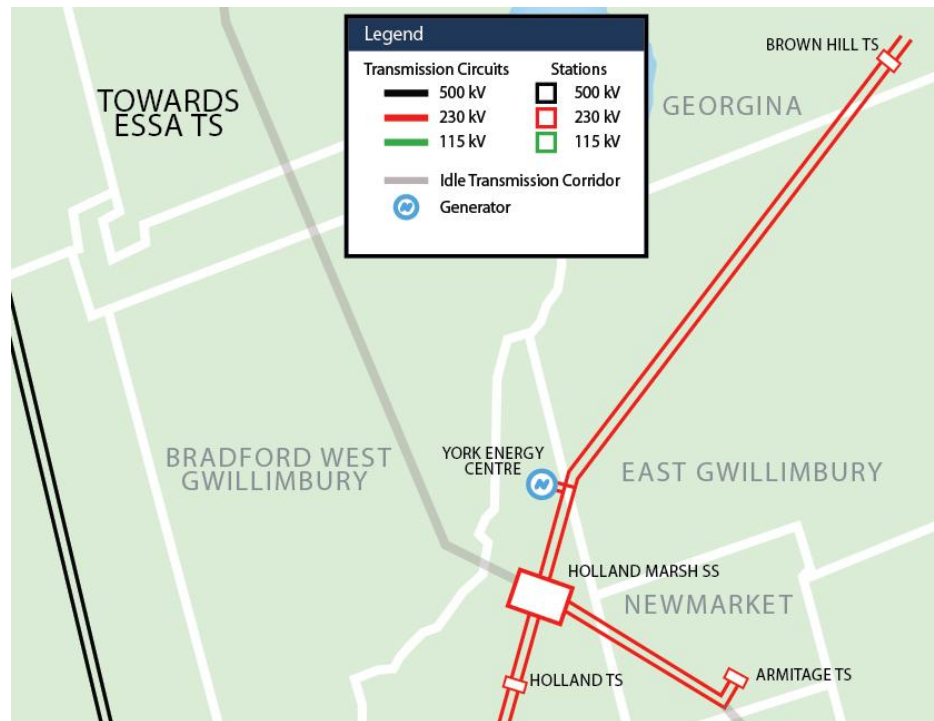 Legend
Transmission Circuits
Stations
500 kV
500 kV
230 kV
230 kV
115 kV
115 kV
Idle Transmission Corridor
Generator
BROWN HILL TS
TOWARDS
ESSA TS
GEORGINA
BRADFORD WEST
GWILLIMBURY
YORK ENERGY
CENTRE
EAST GWILLIMBURY
HOLLAND MARSH SS
NEWMARKET
HOLLAND TS
ARMITAGE TS